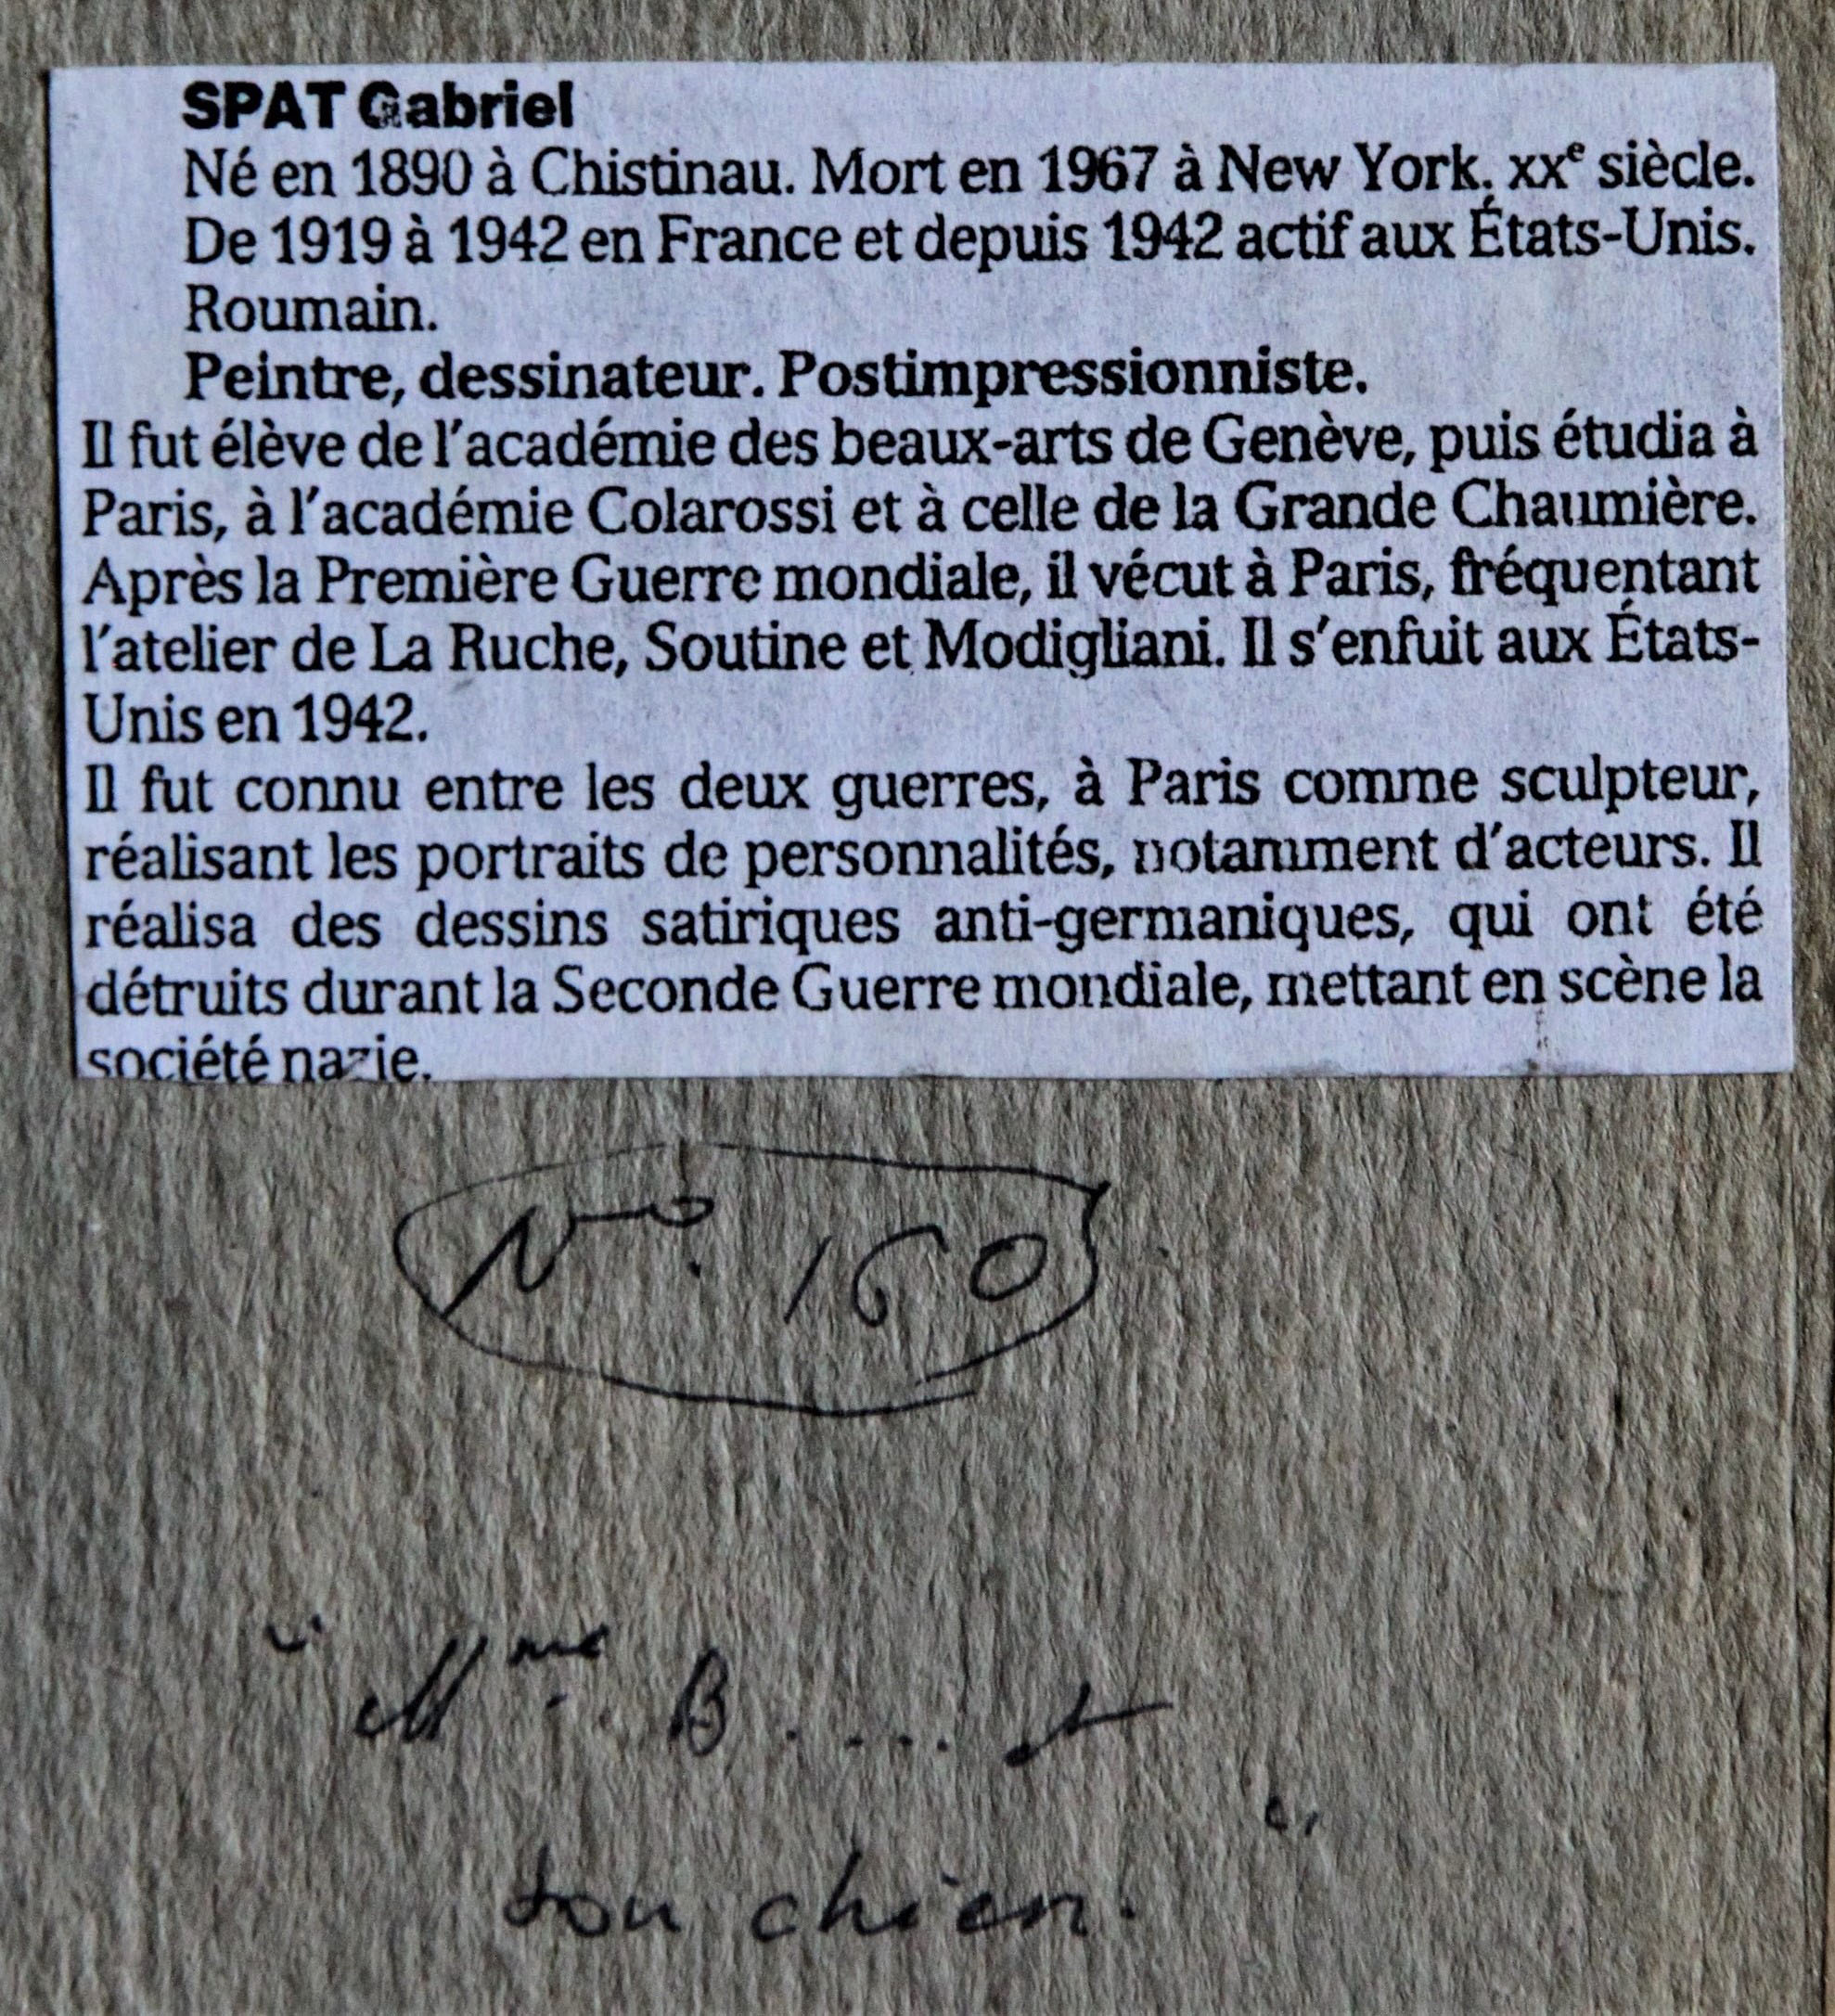 SPAT Gabriel
Né en 1890 à Chistinau. Mort en 1967 à New York. XXe siècle.
De 1919 à 1942 en France et depuis 1942 actif aux États-Unis.
Roumain.
Peintre, dessinateur. Postimpressionniste.
Il fut élève de l'académie des beaux-arts de Genève, puis étudia à
Paris, à l'académie Colarossi et à celle de la Grande Chaumière.
Après la Première Guerre mondiale, il vécut à Paris, fréquentant
l'atelier de La Ruche, Soutine et Modigliani. Il s'enfuit aux États-
Unis en 1942.
Il fut connu entre les deux guerres, à Paris comme sculpteur,
réalisant les portraits de personnalités, notamment d'acteurs. Il
réalisa des dessins satiriques anti-germaniques, qui ont été
détruits durant la Seconde Guerre mondiale, mettant en scène la
société nazie.
No. 160
"Mme. B..... t
son chien."